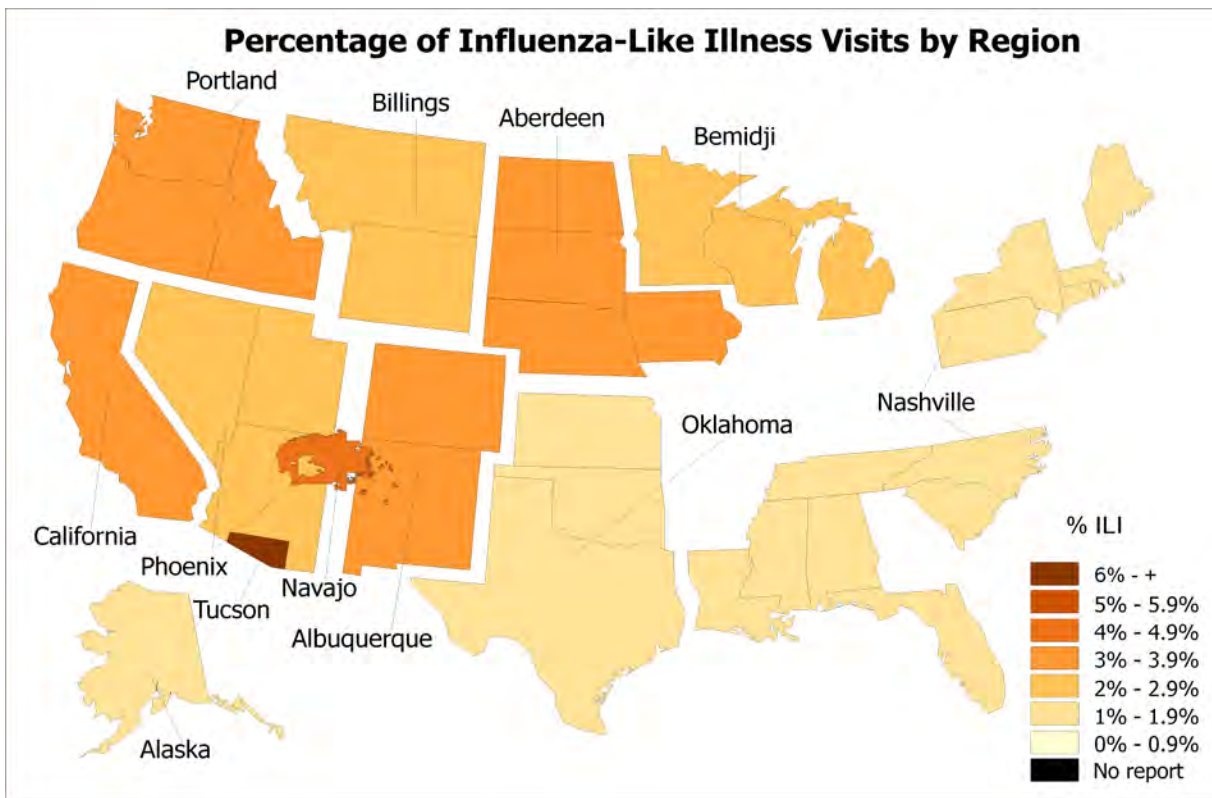 Percentage of Influenza-Like Illness Visits by Region
Portland
Billings
Aberdeen
Bemidji
Nashville
Oklahoma
California
Phoenix
Tucson
Navajo
Albuquerque
Alaska
% ILI
6% - +
5% - 5.9%
4% - 4.9%
3% - 3.9%
2% - 2.9%
1% - 1.9%
0% - 0.9%
No report